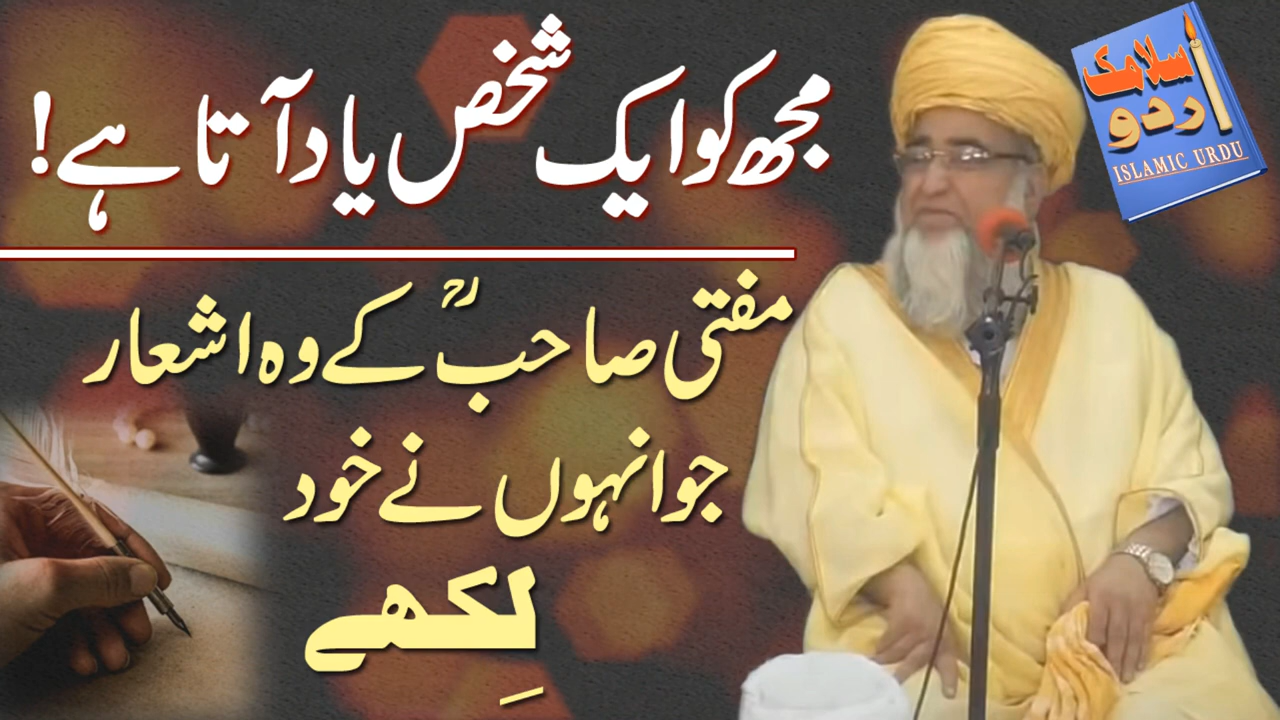 مجھ کو ایک شخص یاد آتا ہے!
مفتی صاحبؒ کے وہ اشعار
جو انہوں نے خود
لِکھے
اسلامک
اردو
ISLAMIC URDU